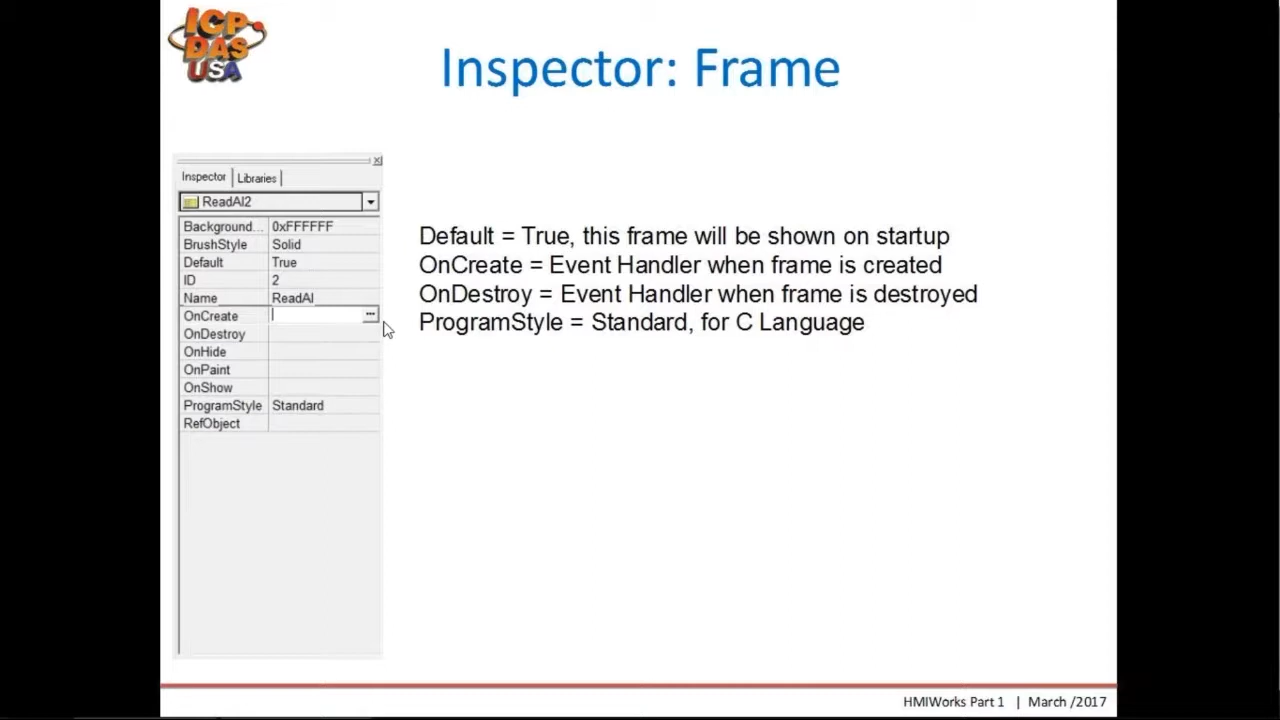 ICP
DAS
USA
Inspector: Frame
Inspector
Libraries
ReadAI2
Background... 0xFFFFFF
BrushStyle Solid
Default True
ID 2
Name ReadAI
OnCreate
OnDestroy
OnHide
OnPaint
OnShow
ProgramStyle Standard
RefObject
Default = True, this frame will be shown on startup
OnCreate = Event Handler when frame is created
OnDestroy = Event Handler when frame is destroyed
ProgramStyle = Standard, for C Language
HMIWorks Part 1 | March /2017